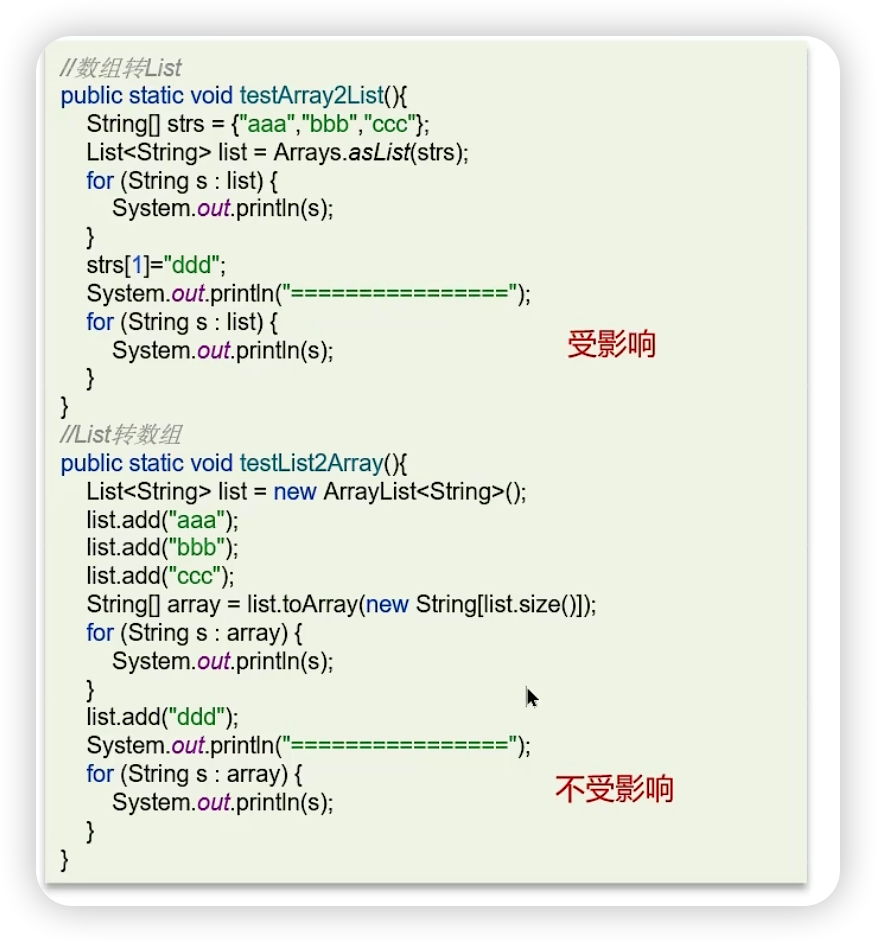 //数组转List
public static void testArray2List(){
String[] strs = {"aaa","bbb","ccc"};
List<String> list = Arrays.asList(strs);
for (String s : list) {
System.out.println(s);
}
strs[1]="ddd";
System.out.println("================");
for (String s : list) {
System.out.println(s);
受影响
}
}
//List转数组
public static void testList2Array(){
List<String> list = new ArrayList<String>();
list.add("aaa");
list.add("bbb");
list.add("ccc");
String[] array = list.toArray(new String[list.size()]);
for (String s : array) {
System.out.println(s);
}
list.add("ddd");
System.out.println("================");
for (String s : array) {
System.out.println(s);
不受影响
}
}